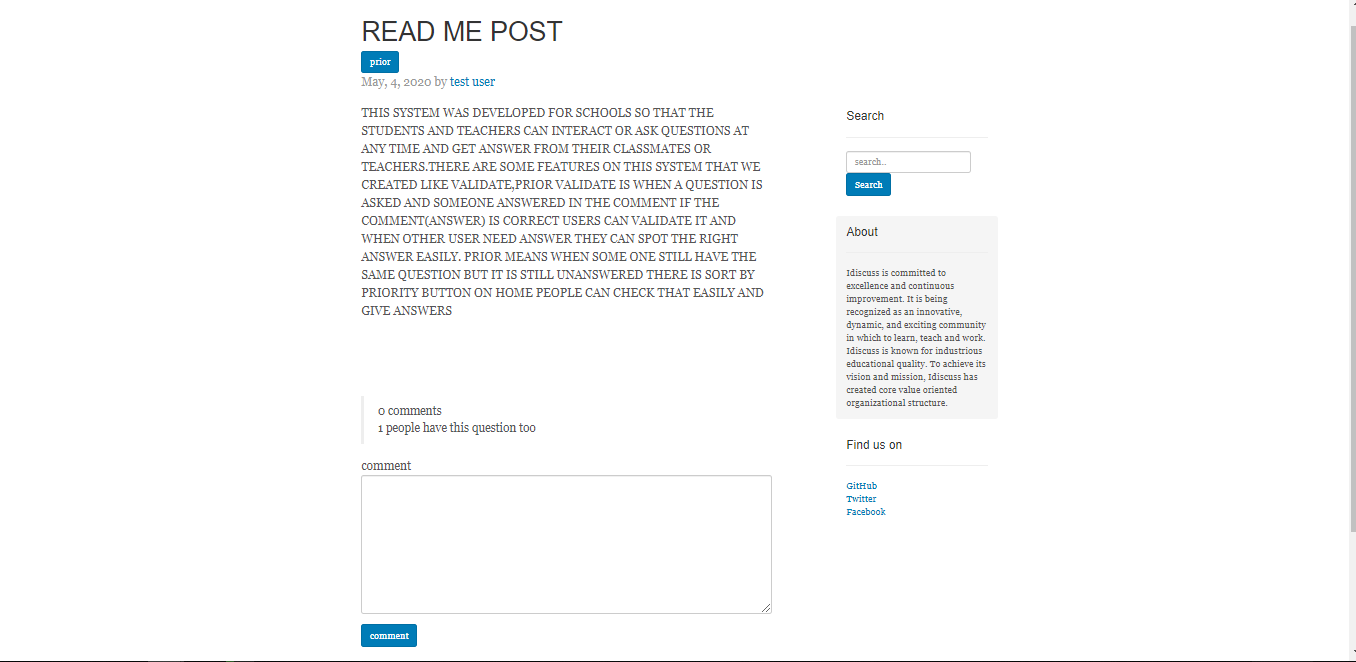 READ ME POST
prior
May, 4, 2020 by test user
THIS SYSTEM WAS DEVELOPED FOR SCHOOLS SO THAT THE
STUDENTS AND TEACHERS CAN INTERACT OR ASK QUESTIONS AT
ANY TIME AND GET ANSWER FROM THEIR CLASSMATES OR
TEACHERS.THERE ARE SOME FEATURES ON THIS SYSTEM THAT WE
CREATED LIKE VALIDATE,PRIOR VALIDATE IS WHEN A QUESTION IS
ASKED AND SOMEONE ANSWERED IN THE COMMENT IF THE
COMMENT(ANSWER) IS CORRECT USERS CAN VALIDATE IT AND
WHEN OTHER USER NEED ANSWER THEY CAN SPOT THE RIGHT
ANSWER EASILY. PRIOR MEANS WHEN SOME ONE STILL HAVE THE
SAME QUESTION BUT IT IS STILL UNANSWERED THERE IS SORT BY
PRIORITY BUTTON ON HOME PEOPLE CAN CHECK THAT EASILY AND
GIVE ANSWERS
0 comments
1 people have this question too
comment
comment
Search
search..
Search
About
Idiscuss is committed to
excellence and continuous
improvement. It is being
recognized as an innovative,
dynamic, and exciting community
in which to learn, teach and work.
Idiscuss is known for industrious
educational quality. To achieve its
vision and mission, Idiscuss has
created core value oriented
organizational structure.
Find us on
GitHub
Twitter
Facebook